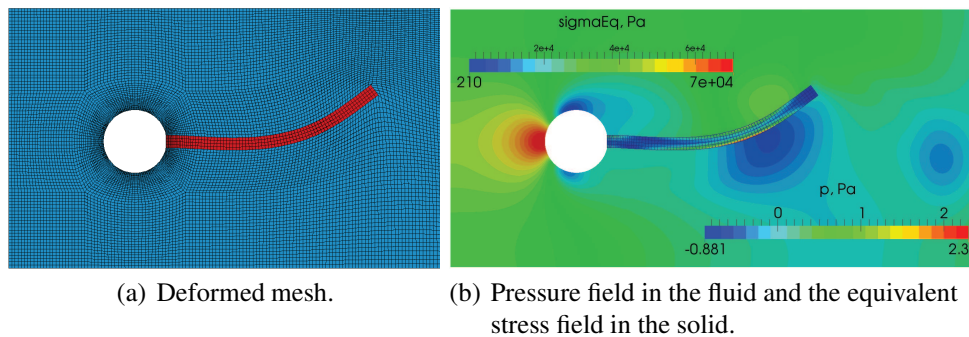 sigmaEq, Pa
2e+4 4e+4 6e+4
210 7e+04
p, Pa
0 1 2
-0.881 2.3
(a) Deformed mesh.
(b) Pressure field in the fluid and the equivalent
stress field in the solid.